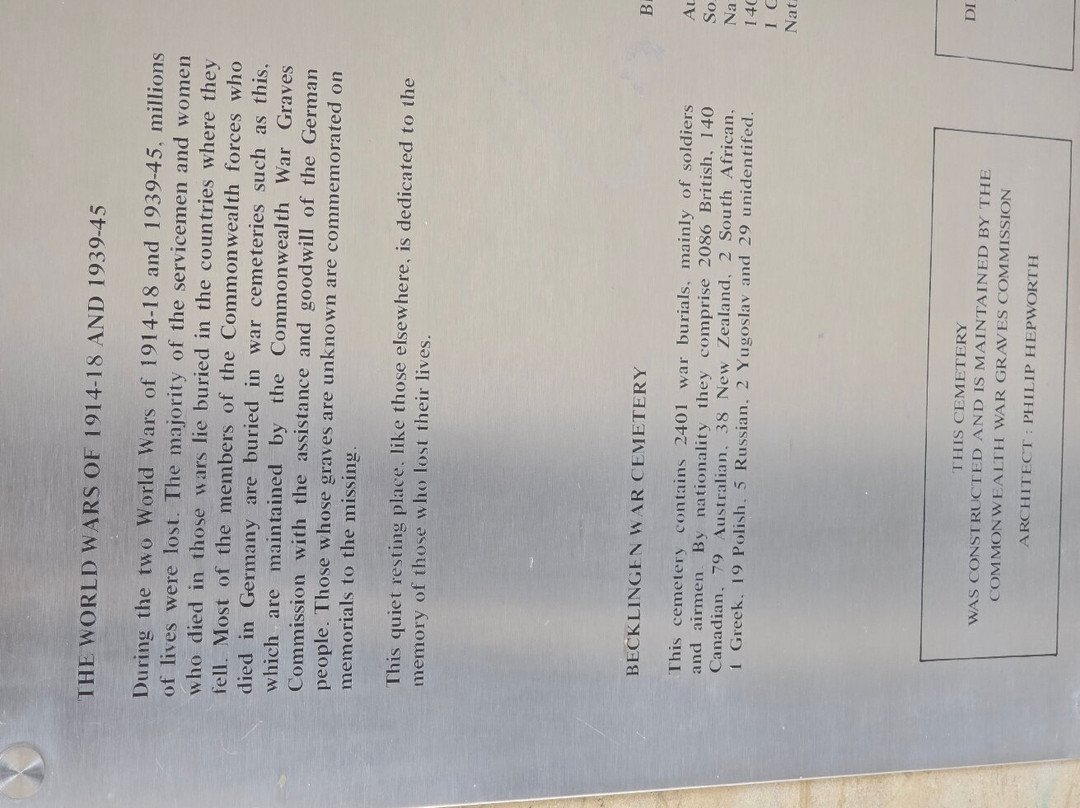 THE WORLD WARS OF 1914-18 AND 1939-45
During the two World Wars of 1914-18 and 1939-45, millions
of lives were lost. The majority of the servicemen and women
who died in those wars lie buried in the countries where they
fell. Most of the members of the Commonwealth forces who
died in Germany are buried in war cemeteries such as this,
which are maintained by the Commonwealth War Graves
Commission with the assistance and goodwill of the German
people. Those whose graves are unknown are commemorated on
memorials to the missing.
This quiet resting place, like those elsewhere, is dedicated to the
memory of those who lost their lives.
BECKLINGEN WAR CEMETERY
This cemetery contains 2401 war burials, mainly of soldiers
and airmen. By nationality they comprise 2086 British, 140
Canadian, 79 Australian, 38 New Zealand, 2 South African,
1 Greek, 19 Polish, 5 Russian, 2 Yugoslav and 29 unidentifed.
THIS CEMETERY
WAS CONSTRUCTED AND IS MAINTAINED BY THE
COMMONWEALTH WAR GRAVES COMMISSION
ARCHITECT : PHILIP HEPWORTH